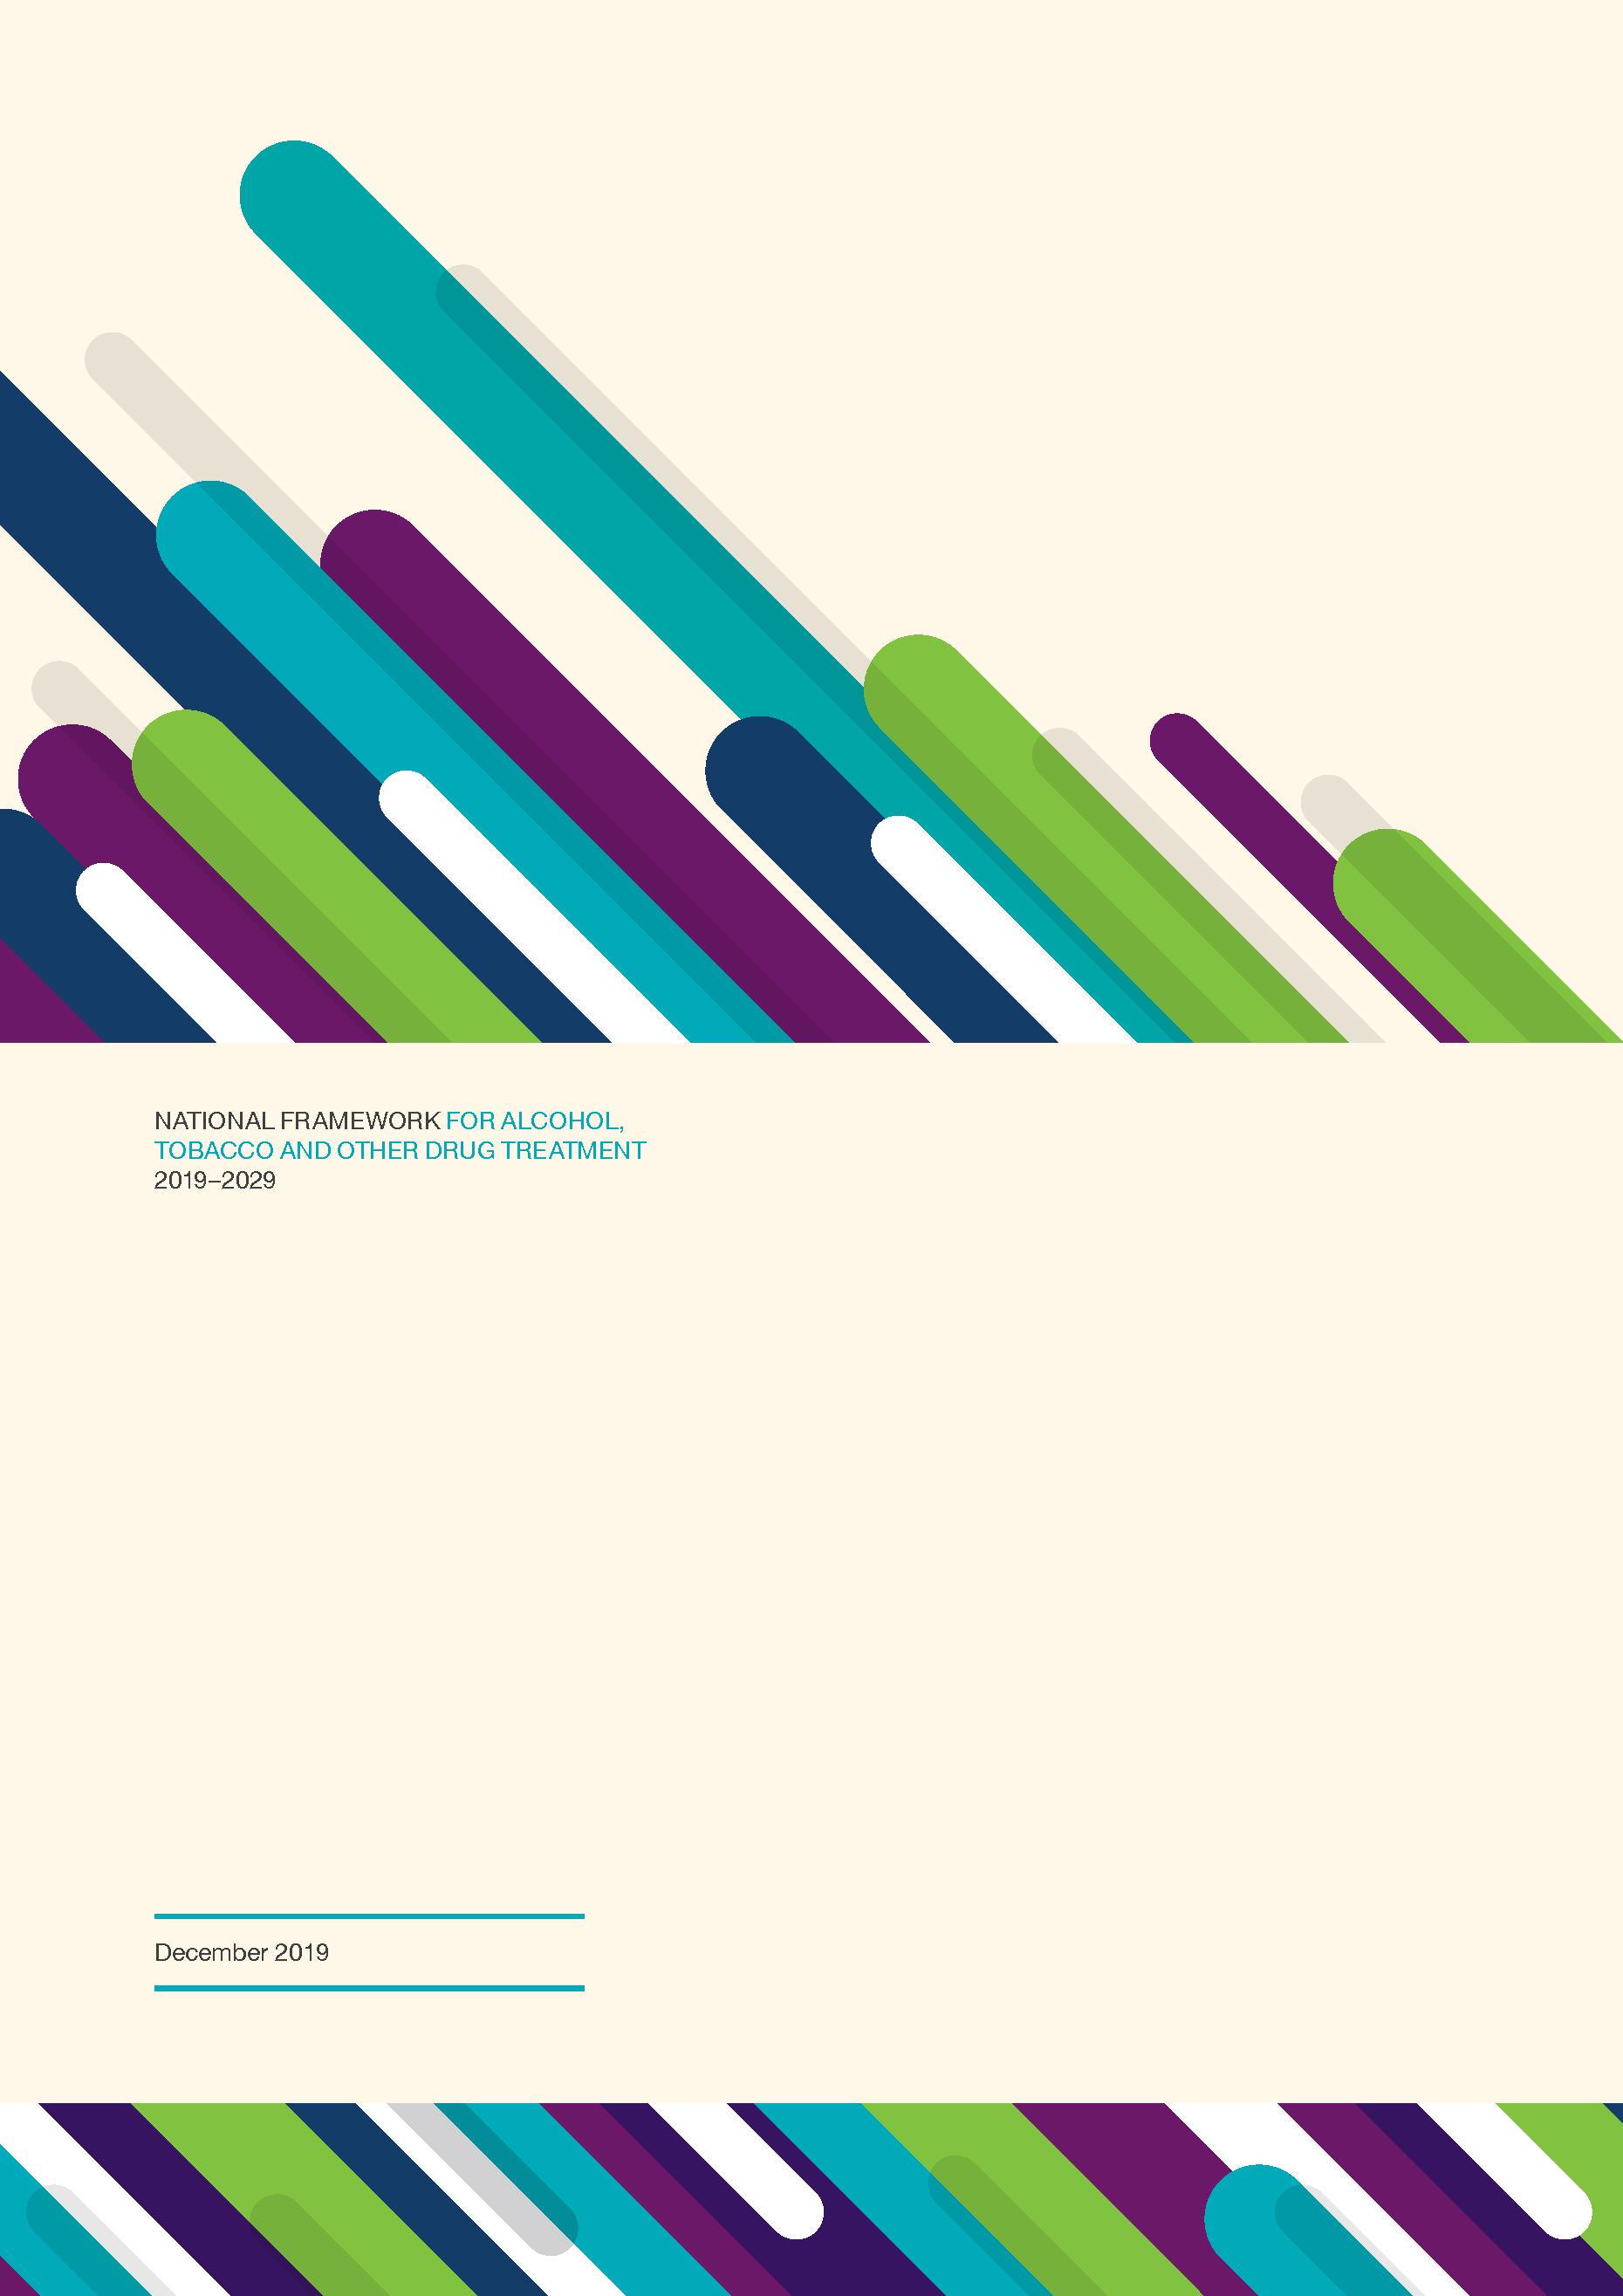 NATIONAL FRAMEWORK FOR ALCOHOL,
TOBACCO AND OTHER DRUG TREATMENT
2019–2029
December 2019